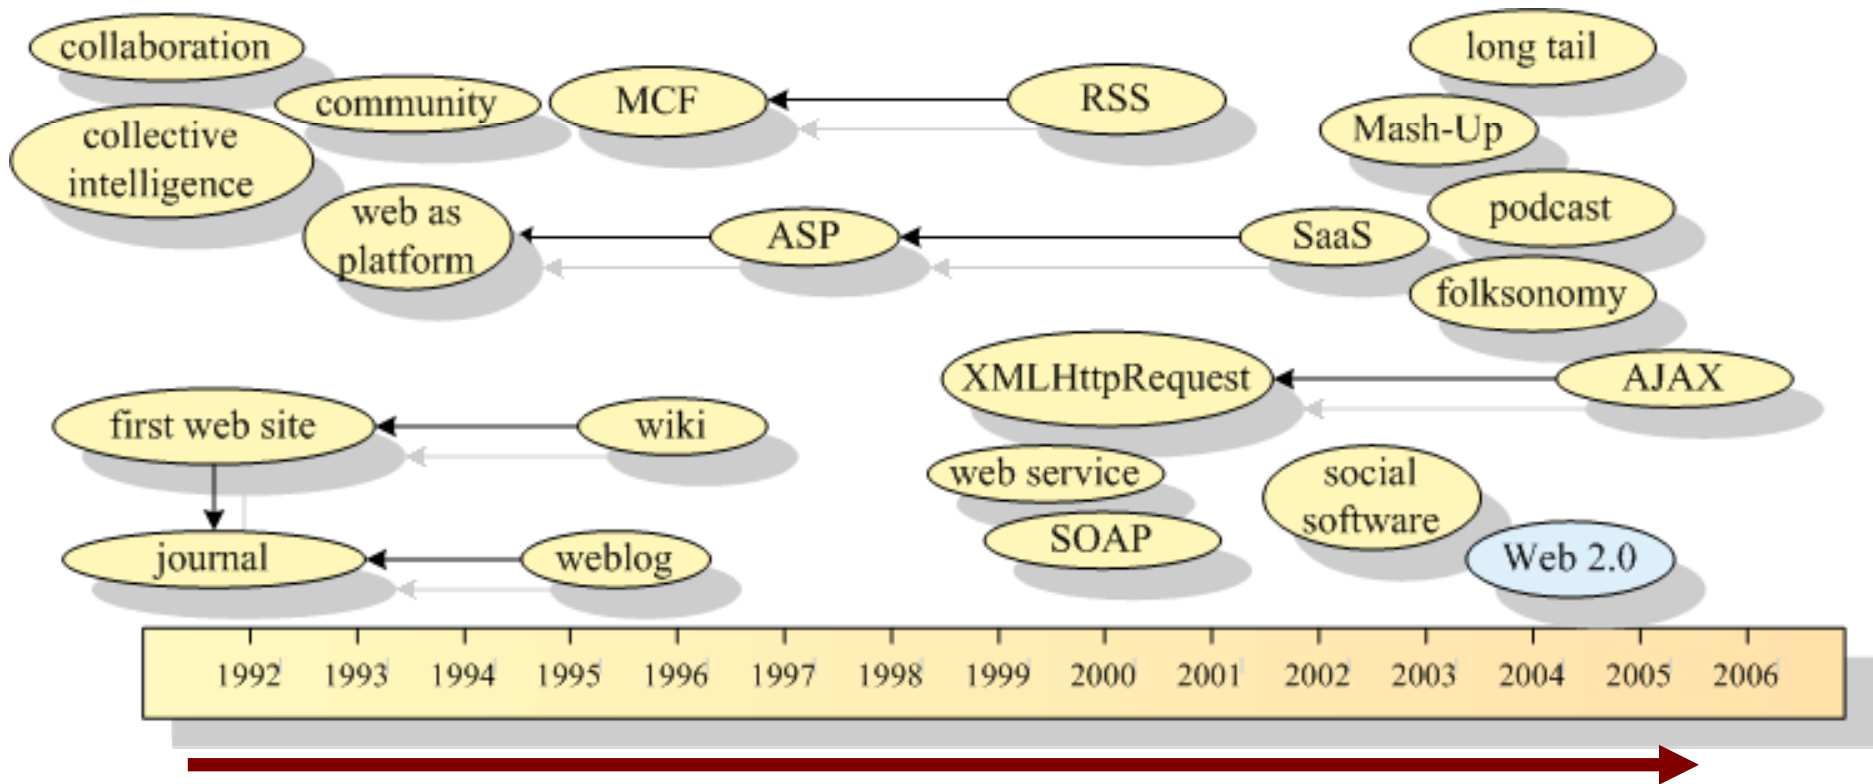 collaboration
long tail
community
MCF
RSS
Mash-Up
collective
intelligence
web as
platform
ASP
SaaS
podcast
folksonomy
XMLHttpRequest
AJAX
first web site
wiki
web service
social
software
SOAP
journal
weblog
Web 2.0
1992 1993 1994 1995 1996 1997 1998 1999 2000 2001 2002 2003 2004 2005 2006